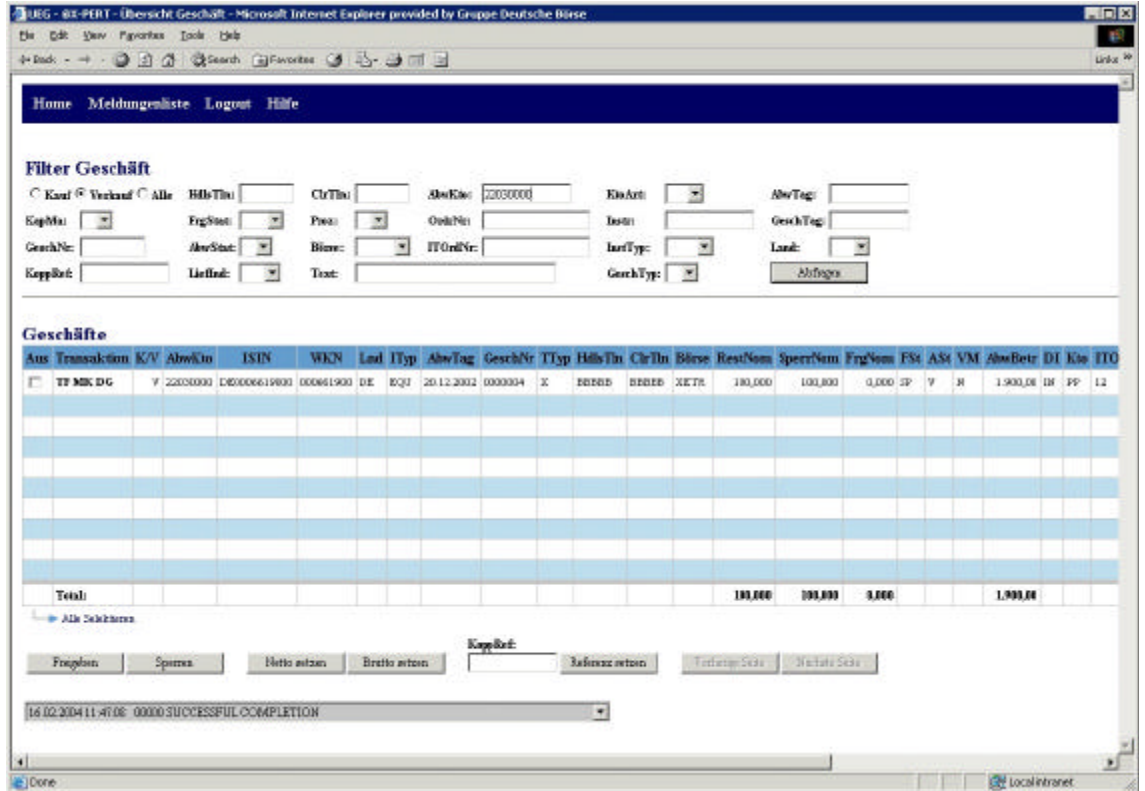 UEG - @X-PERT - Übersicht Geschäft - Microsoft Internet Explorer provided by Gruppe Deutsche Börse
File Edit View Favorites Tools Help
Back Search Favorites Links
Home Meldungenliste Logout Hilfe
Filter Geschäft
Kauf Verkauf Alle HdlsTln: ClrTln: AbwKto: 22030000 KtoArt: AbwTag:
KopMa: FrgStat: Proz: OrdrNr: Instr: GeschTag:
GeschNr: AbwStat: Börse: ITOrdNr: InstTyp: Land:
KoppRef: LiefInd: Text: GeschTyp: Abfragen
Geschäfte
Aus Transaktion K/V AbwKto ISIN WKN Lnd ITyp AbwTag GeschNr TTyp HdlsTln ClrTln Börse RestNom SperrNom FrgNom FSt ASt VM AbwBetr DI Kto ITO
TF MK DG V 22030000 DE0006619000 000661900 DE EQU 20.12.2002 0000004 X BBBBB BBBBB XETR 100,000 100,000 0,000 SP V N 1.900,00 IN PP 12
Total: 100,000 100,000 0,000 1.900,00
Alle Selektieren
KoppRef:
Freigeben Sperren Netto setzen Brutto setzen Referenz setzen Vorherige Seite Nächste Seite
16.02.2004 11:47:08 00000 SUCCESSFUL COMPLETION
Done Local intranet